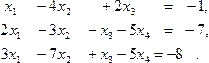 x₁ - 4x₂ + 2x₃ = -1,
2x₁ - 3x₂ - x₃ - 5x₄ = -7,
3x₁ - 7x₂ + x₃ - 5x₄ = -8 .